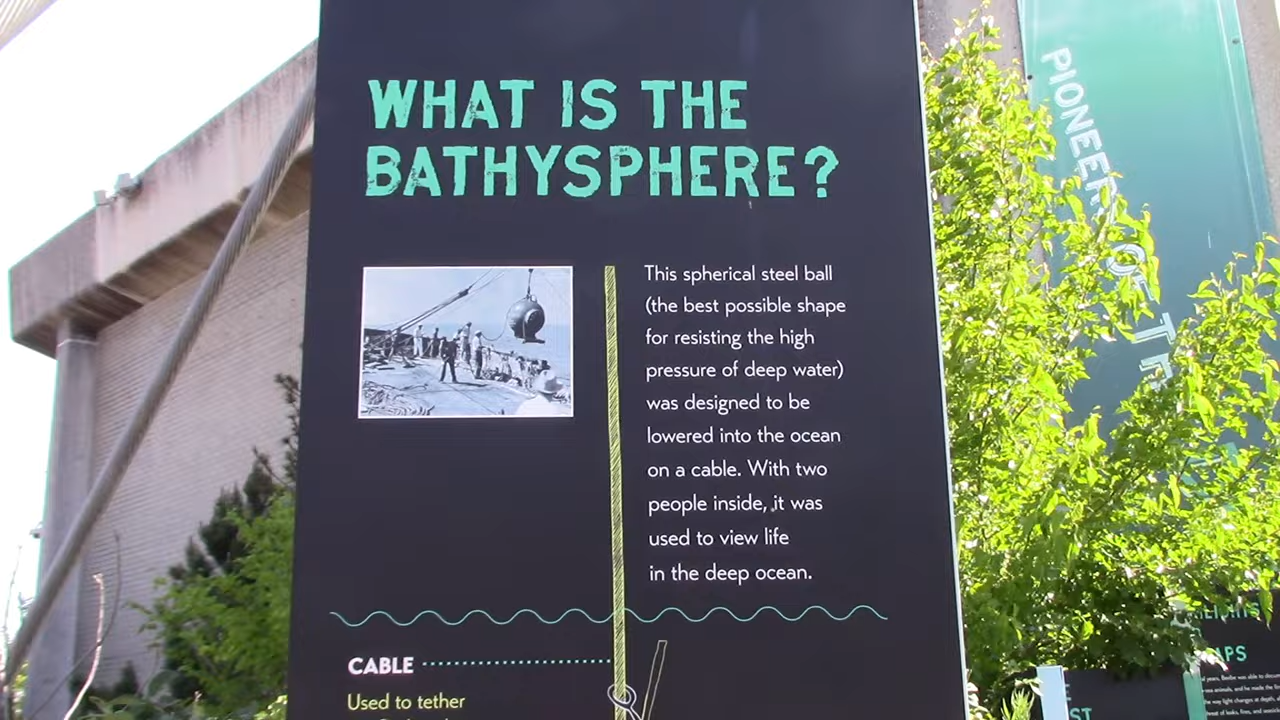 WHAT IS THE
BATHYSPHERE?
This spherical steel ball
(the best possible shape
for resisting the high
pressure of deep water)
was designed to be
lowered into the ocean
on a cable. With two
people inside, it was
used to view life
in the deep ocean.
CABLE
Used to tether
PIONEER OF